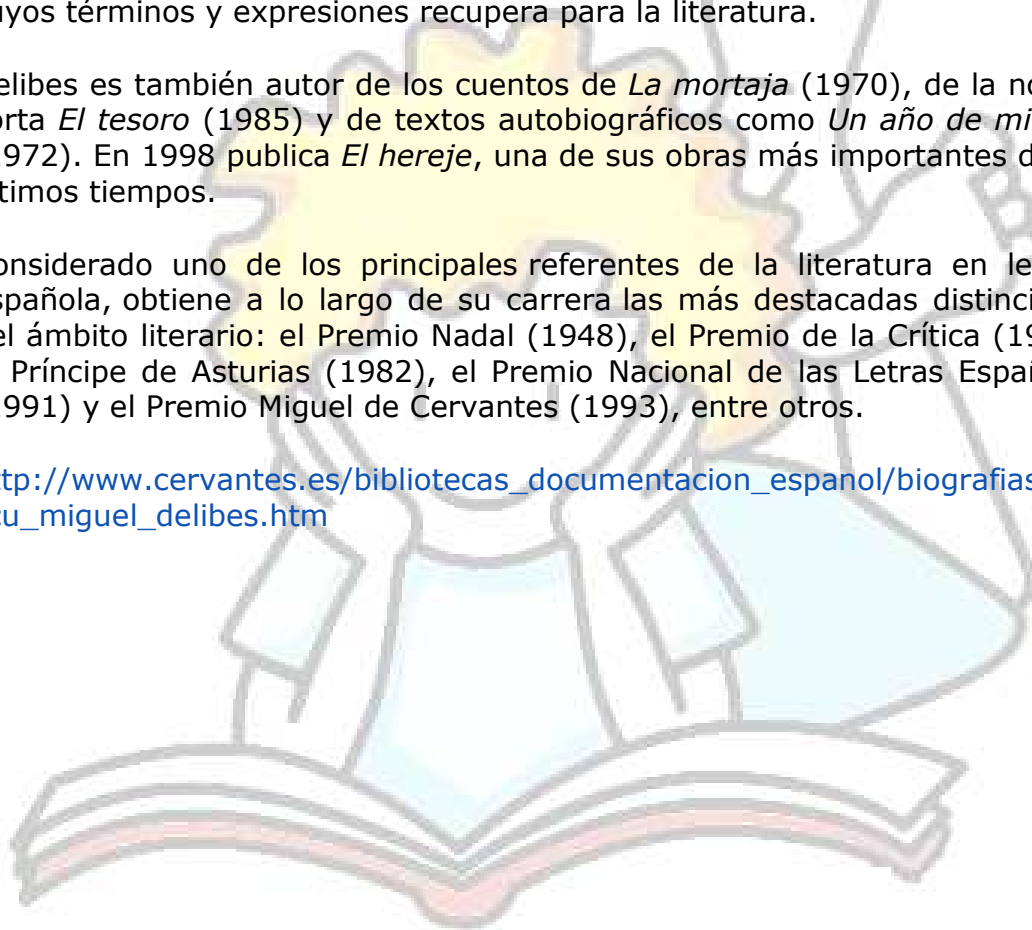 uyos términos y expresiones recupera para la literatura.
elibes es también autor de los cuentos de La mortaja (1970), de la no
orta El tesoro (1985) y de textos autobiográficos como Un año de mi
1972). En 1998 publica El hereje, una de sus obras más importantes d
timos tiempos.
onsiderado uno de los principales referentes de la literatura en le
spañola, obtiene a lo largo de su carrera las más destacadas distinci
el ámbito literario: el Premio Nadal (1948), el Premio de la Crítica (19
Príncipe de Asturias (1982), el Premio Nacional de las Letras Españ
1991) y el Premio Miguel de Cervantes (1993), entre otros.
ttp://www.cervantes.es/bibliotecas_documentacion_espanol/biografias
cu_miguel_delibes.htm